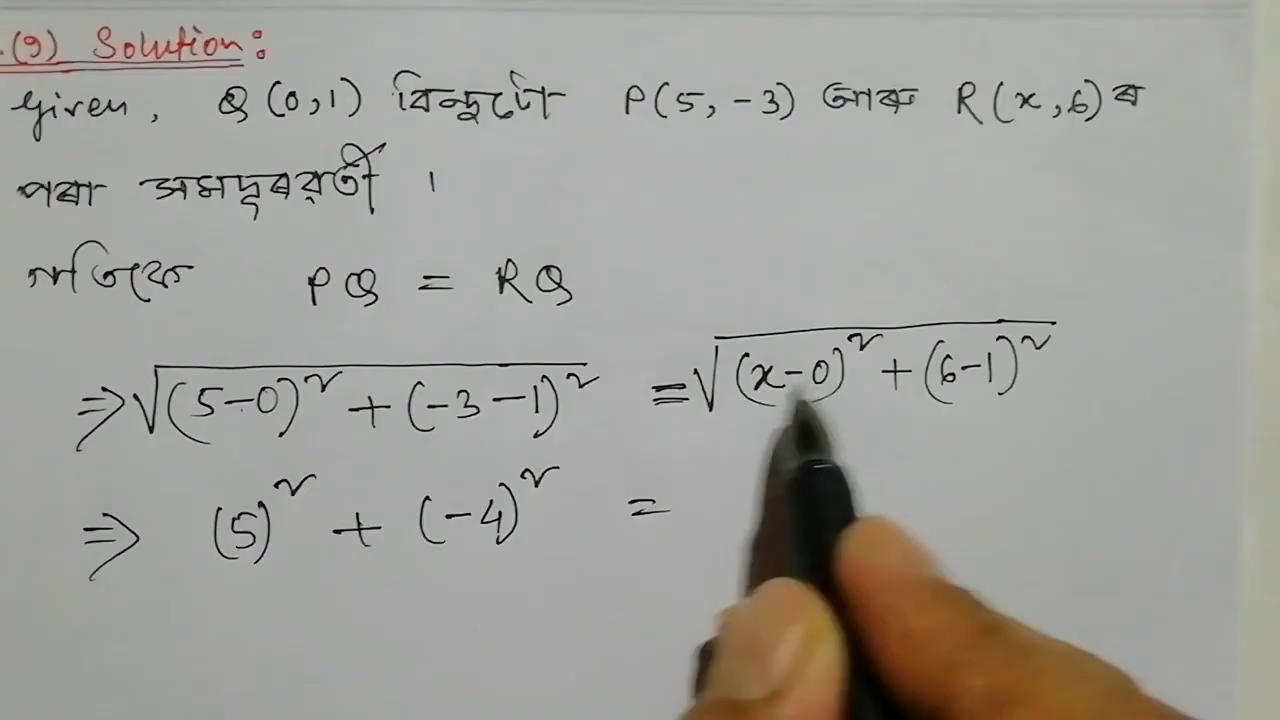 .(9) Solution:
Given, Q(0,1) বিন্দুটো P(5,-3) আৰু R(x,6)ৰ
পৰা সমদূৰৱৰ্তী ।
গতিকে PQ = RQ
⇒√(5-0)² + (-3-1)² = √(x-0)² + (6-1)²
⇒ (5)² + (-4)² =